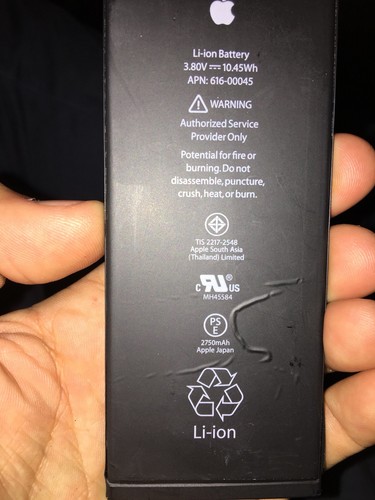 Li-ion Battery
3.80V ⎓ 10.45Wh
APN: 616-00045
WARNING
Authorized Service
Provider Only
Potential for fire or
burning. Do not
disassemble, puncture,
crush, heat, or burn.
TIS 2217-2548
Apple South Asia
(Thailand) Limited
c RU® US
MH45584
PS
E
2750mAh
Apple Japan
Li-ion